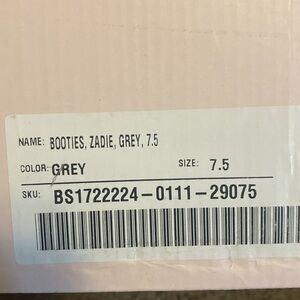 NAME: BOOTIES, ZADIE, GREY, 7.5
COLOR: GREY SIZE: 7.5
SKU: BS1722224-0111-29075